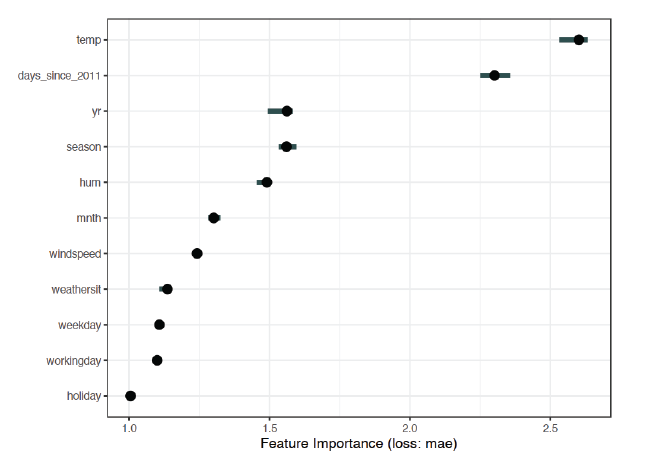 temp
days_since_2011
yr
season
hum
mnth
windspeed
weathersit
weekday
workingday
holiday
1.0 1.5 2.0 2.5
Feature Importance (loss: mae)